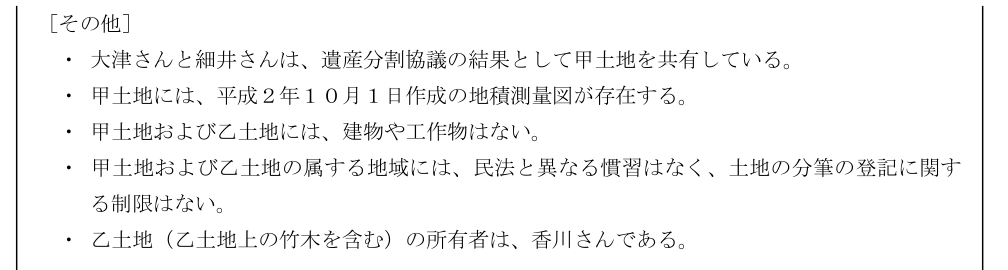 ［その他］
・ 大津さんと細井さんは、遺産分割協議の結果として甲土地を共有している。
・ 甲土地には、平成２年１０月１日作成の地積測量図が存在する。
・ 甲土地および乙土地には、建物や工作物はない。
・ 甲土地および乙土地の属する地域には、民法と異なる慣習はなく、土地の分筆の登記に関す
る制限はない。
・ 乙土地（乙土地上の竹木を含む）の所有者は、香川さんである。